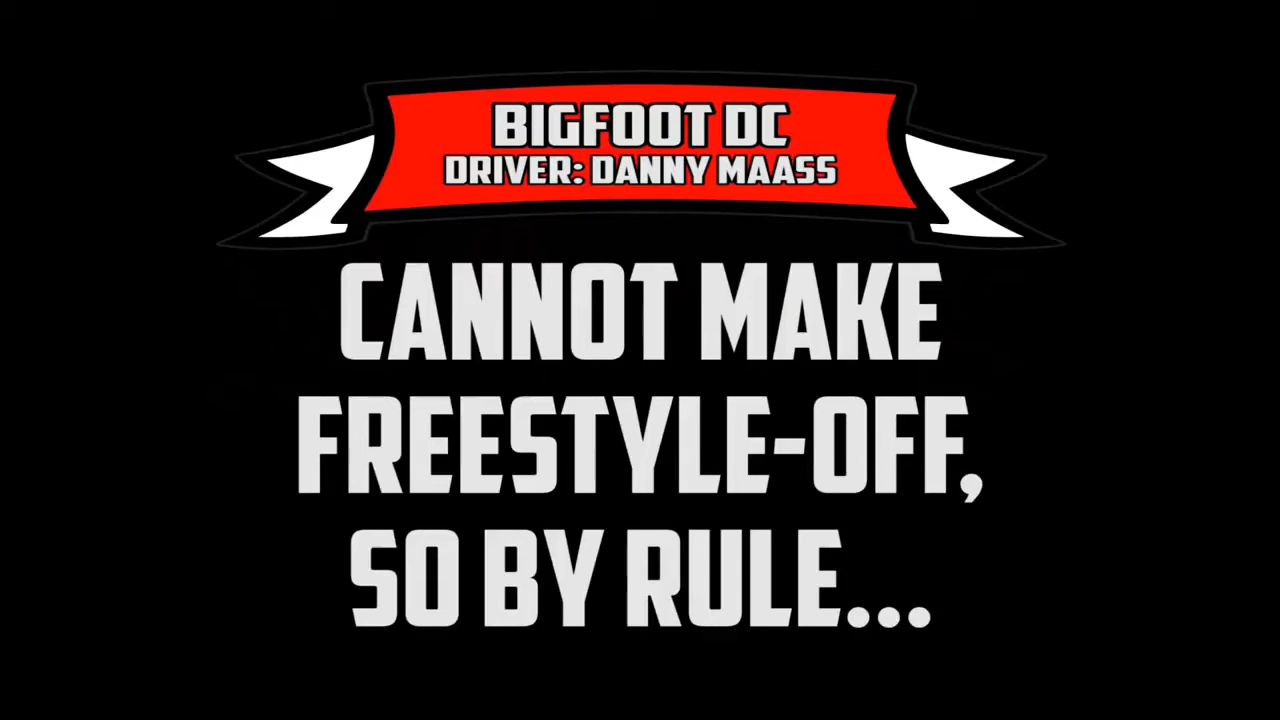 BIGFOOT DC
DRIVER: DANNY MAASS
CANNOT MAKE
FREESTYLE-OFF,
SO BY RULE...